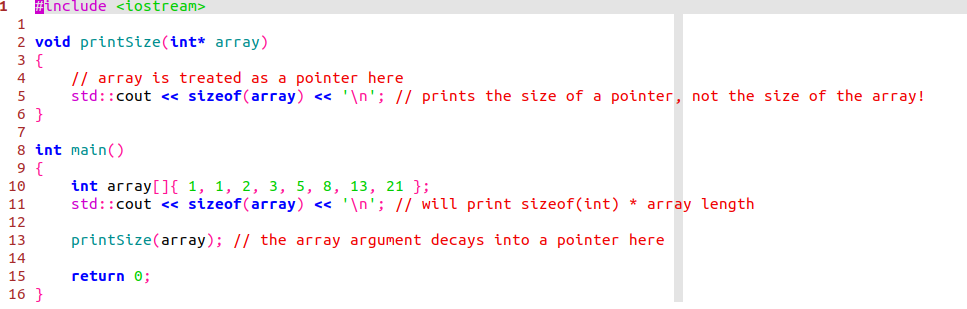 1 #include <iostream>
1
2 void printSize(int* array)
3 {
4     // array is treated as a pointer here
5     std::cout << sizeof(array) << '\n'; // prints the size of a pointer, not the size of the array!
6 }
7
8 int main()
9 {
10     int array[]{ 1, 1, 2, 3, 5, 8, 13, 21 };
11     std::cout << sizeof(array) << '\n'; // will print sizeof(int) * array length
12
13     printSize(array); // the array argument decays into a pointer here
14
15     return 0;
16 }